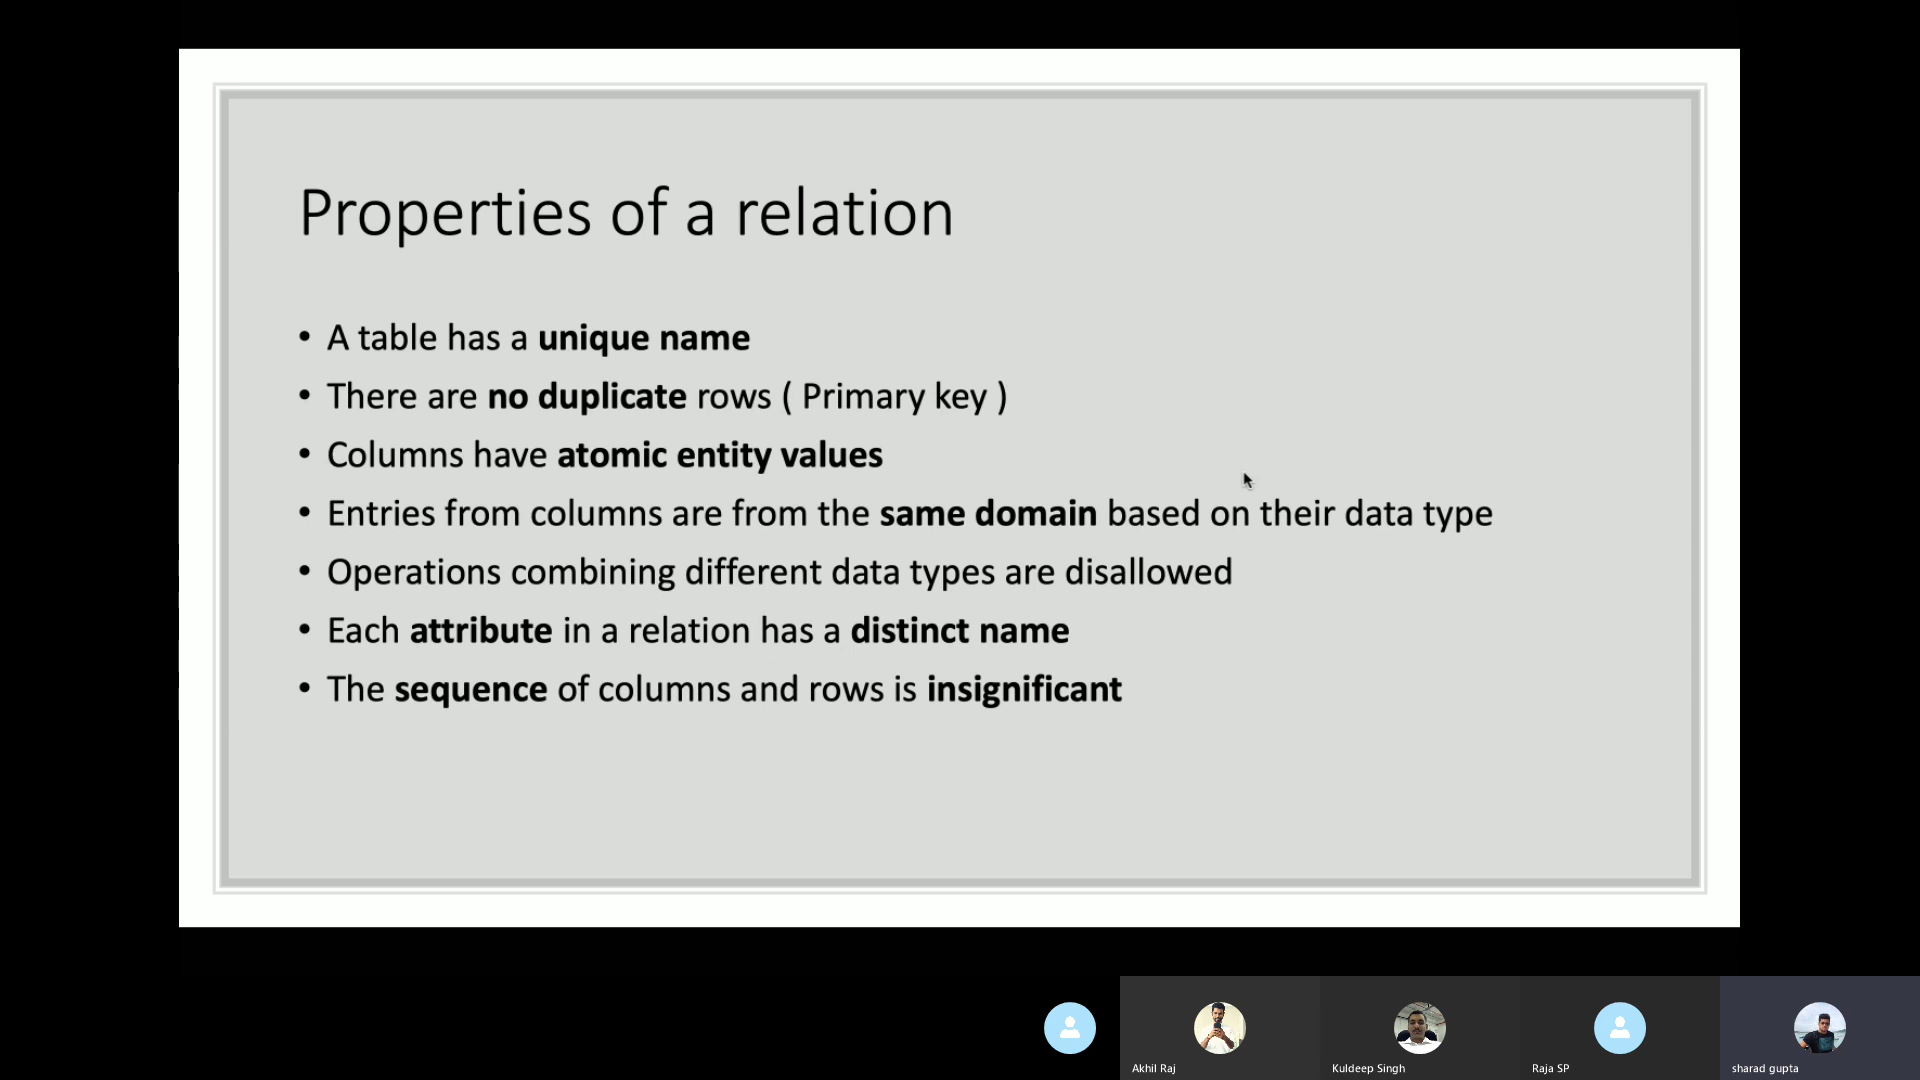 Properties of a relation
• A table has a unique name
• There are no duplicate rows ( Primary key )
• Columns have atomic entity values
• Entries from columns are from the same domain based on their data type
• Operations combining different data types are disallowed
• Each attribute in a relation has a distinct name
• The sequence of columns and rows is insignificant
Akhil Raj
Kuldeep Singh
Raja SP
sharad gupta